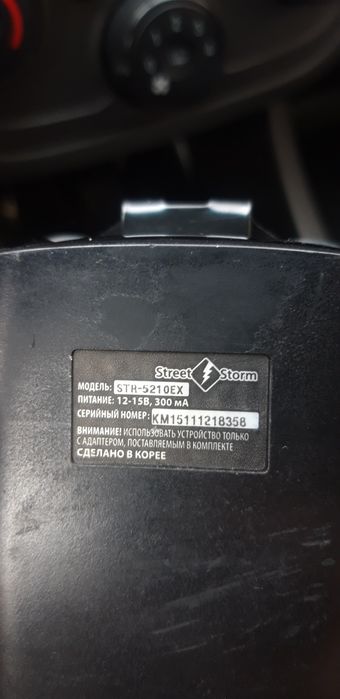 Street Storm
МОДЕЛЬ: STR-5210EX
ПИТАНИЕ: 12-15В, 300 мА
СЕРИЙНЫЙ НОМЕР: KM15111218358
ВНИМАНИЕ! ИСПОЛЬЗОВАТЬ УСТРОЙСТВО ТОЛЬКО
С АДАПТЕРОМ, ПОСТАВЛЯЕМЫМ В КОМПЛЕКТЕ
СДЕЛАНО В КОРЕЕ